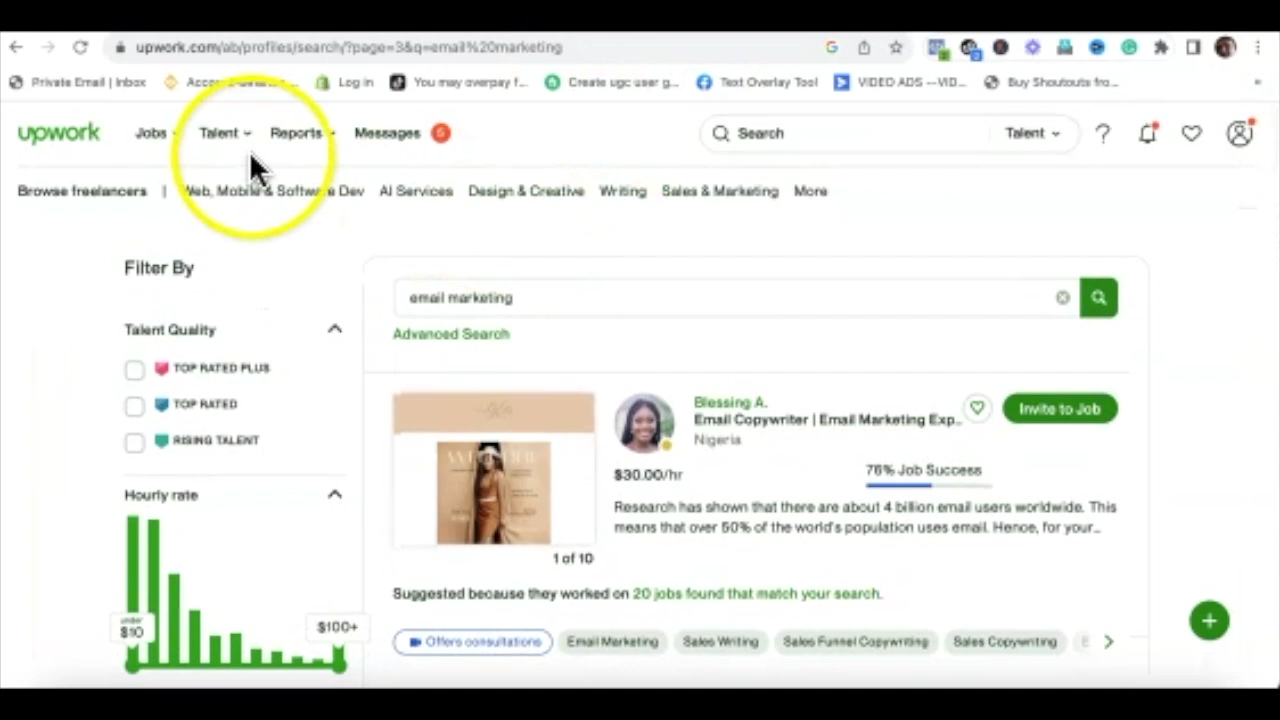 upwork.com/ab/profiles/search/?page=3&q=email%20marketing
Private Email | Inbox
Log in
You may overpay f...
Create ugc user g...
Text Overlay Tool
VIDEO ADS --VID...
Buy Shoutouts fro...
upwork
Jobs
Talent
Reports
Messages
Search
Talent
?
Browse freelancers | Web, Mobile & Software Dev AI Services Design & Creative Writing Sales & Marketing More
Filter By
email marketing
Advanced Search
Talent Quality
TOP RATED PLUS
TOP RATED
RISING TALENT
Hourly rate
under
$10
$100+
Blessing A.
Email Copywriter | Email Marketing Exp...
Nigeria
Invite to Job
$30.00/hr
76% Job Success
Research has shown that there are about 4 billion email users worldwide. This
means that over 50% of the world's population uses email. Hence, for your...
1 of 10
Suggested because they worked on 20 jobs found that match your search.
Offers consultations
Email Marketing
Sales Writing
Sales Funnel Copywriting
Sales Copywriting